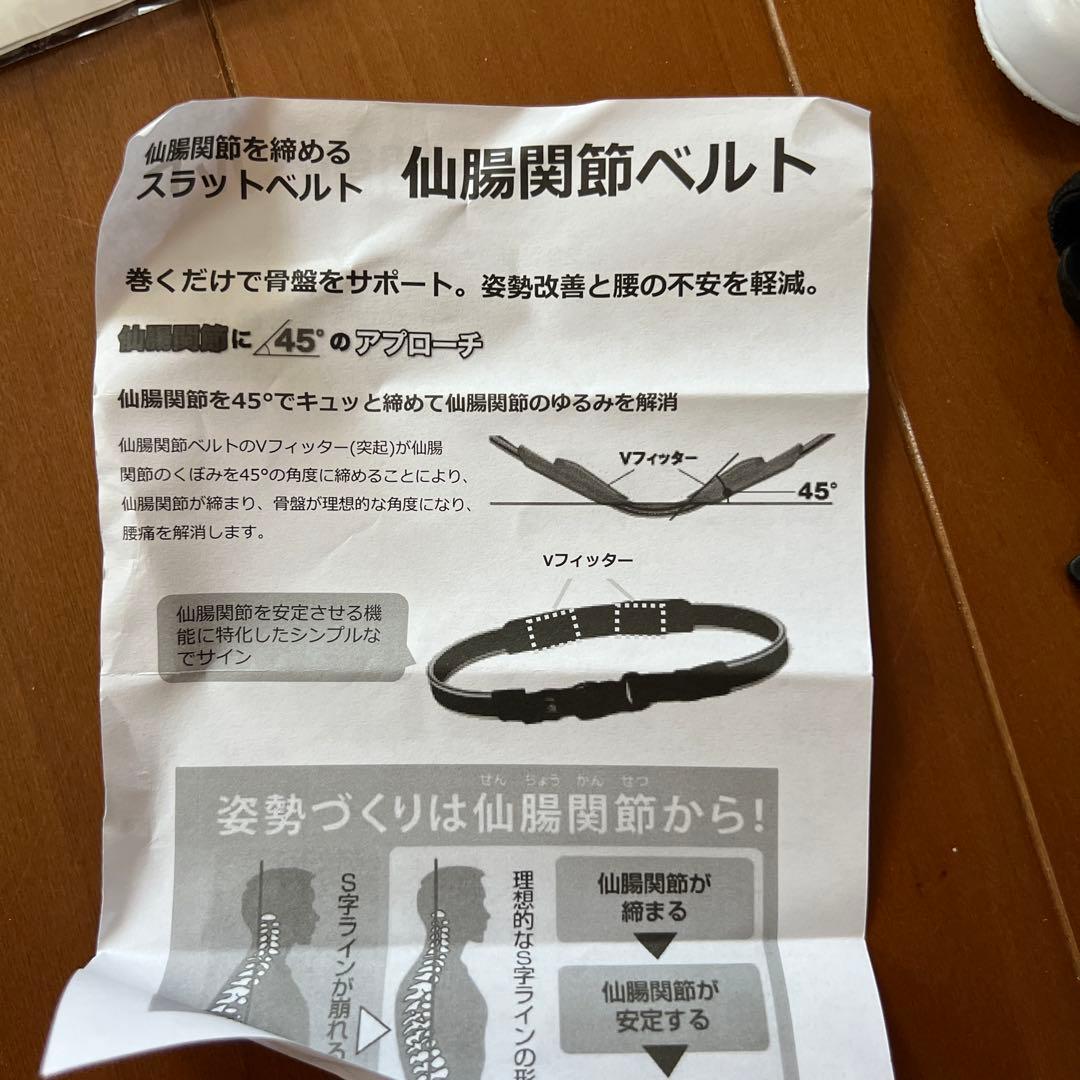 仙腸関節を締める
スラットベルト
仙腸関節ベルト
巻くだけで骨盤をサポート。姿勢改善と腰の不安を軽減。
仙腸関節に 45° のアプローチ
仙腸関節を45°でキュッと締めて仙腸関節のゆるみを解消
仙腸関節ベルトのVフィッター(突起)が仙腸
関節のくぼみを45°の角度に締めることにより、
仙腸関節が締まり、骨盤が理想的な角度になり、
腰痛を解消します。
Vフィッター
45°
Vフィッター
仙腸関節を安定させる機
能に特化したシンプルな
でサイン
せん ちょう かん せつ
姿勢づくりは仙腸関節から!
S字ラインが崩れる
理想的なS字ラインの形
仙腸関節が
締まる
仙腸関節が
安定する